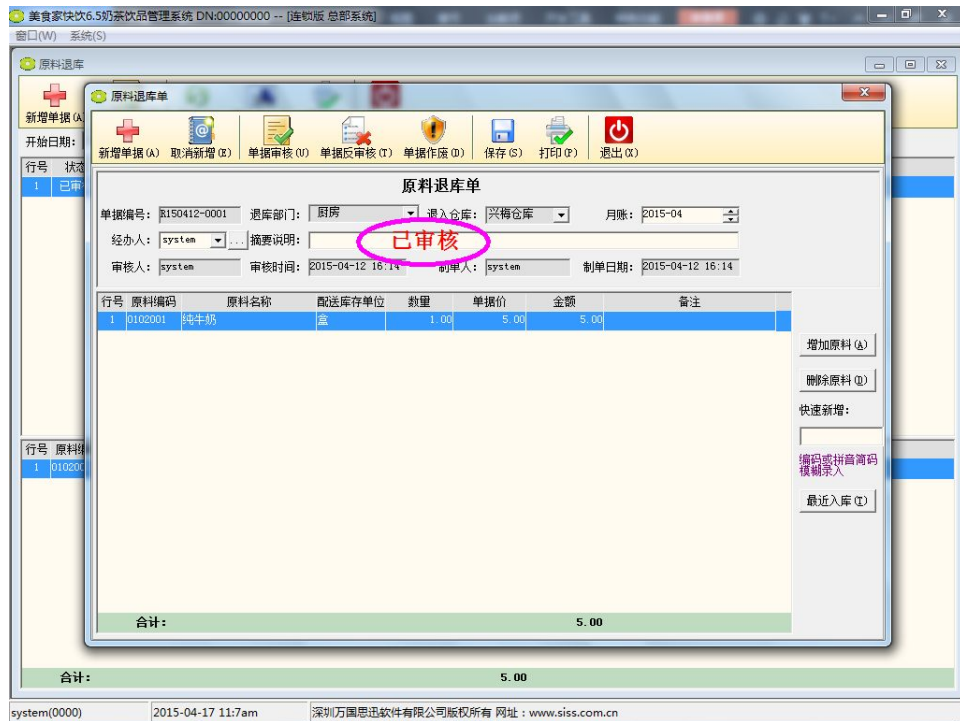 美食家快饮6.5奶茶饮品管理系统 DN:00000000 -- [连锁版 总部系统]
窗口(W) 系统(S)
原料退库
原料退库单
新增单据(A
新增单据(A) 取消新增(E) 单据审核(U) 单据反审核(T) 单据作废(D) 保存(S) 打印(P) 退出(X)
开始日期:
原料退库单
行号 状态
1 已审
单据编号: R150412-0001 退库部门: 厨房 退入仓库: 兴梅仓库 月账: 2015-04
经办人: system ... 摘要说明:
已审核
审核人: system 审核时间: 2015-04-12 16:14 制单人: system 制单日期: 2015-04-12 16:14
行号 原料编码 原料名称 配送库存单位 数量 单据价 金额 备注
1 0102001 纯牛奶 盒 1.00 5.00 5.00
增加原料(A)
删除原料(D)
快速新增:
编码或拼音简码
模糊录入
最近入库(I)
行号 原料编
1 010200
合计: 5.00
合计: 5.00
system(0000) 2015-04-17 11:7am 深圳万国思迅软件有限公司版权所有 网址：www.siss.com.cn